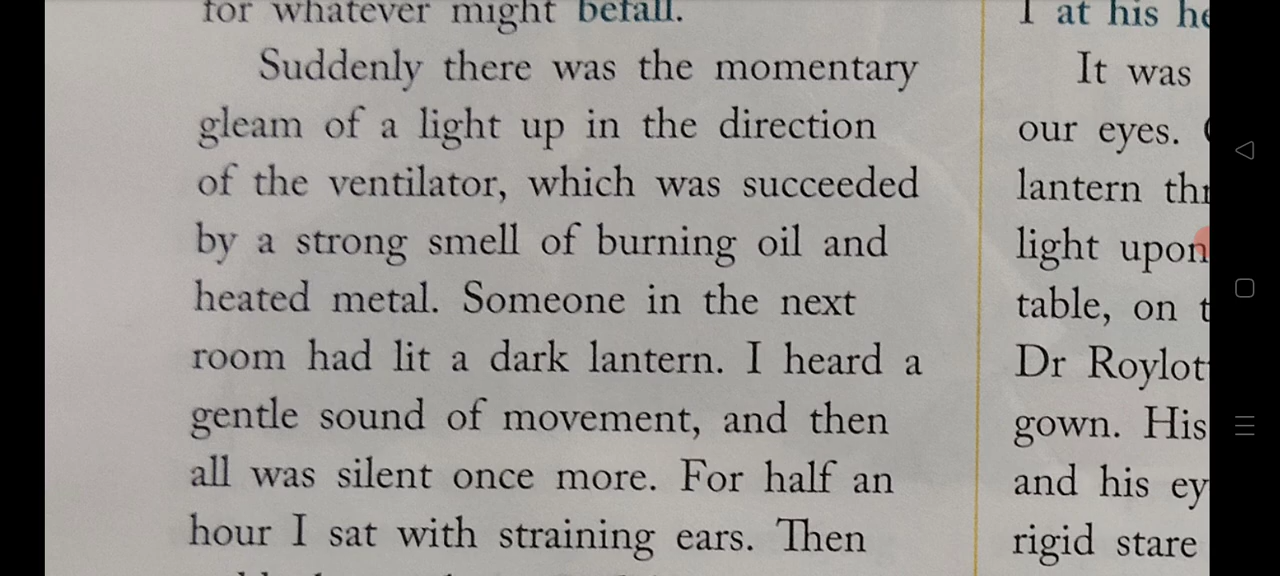 for whatever might befall.
Suddenly there was the momentary
gleam of a light up in the direction
of the ventilator, which was succeeded
by a strong smell of burning oil and
heated metal. Someone in the next
room had lit a dark lantern. I heard a
gentle sound of movement, and then
all was silent once more. For half an
hour I sat with straining ears. Then
I at his
It was
our eyes.
lantern
light upon
table, on
Dr
gown. His
and his
rigid stare